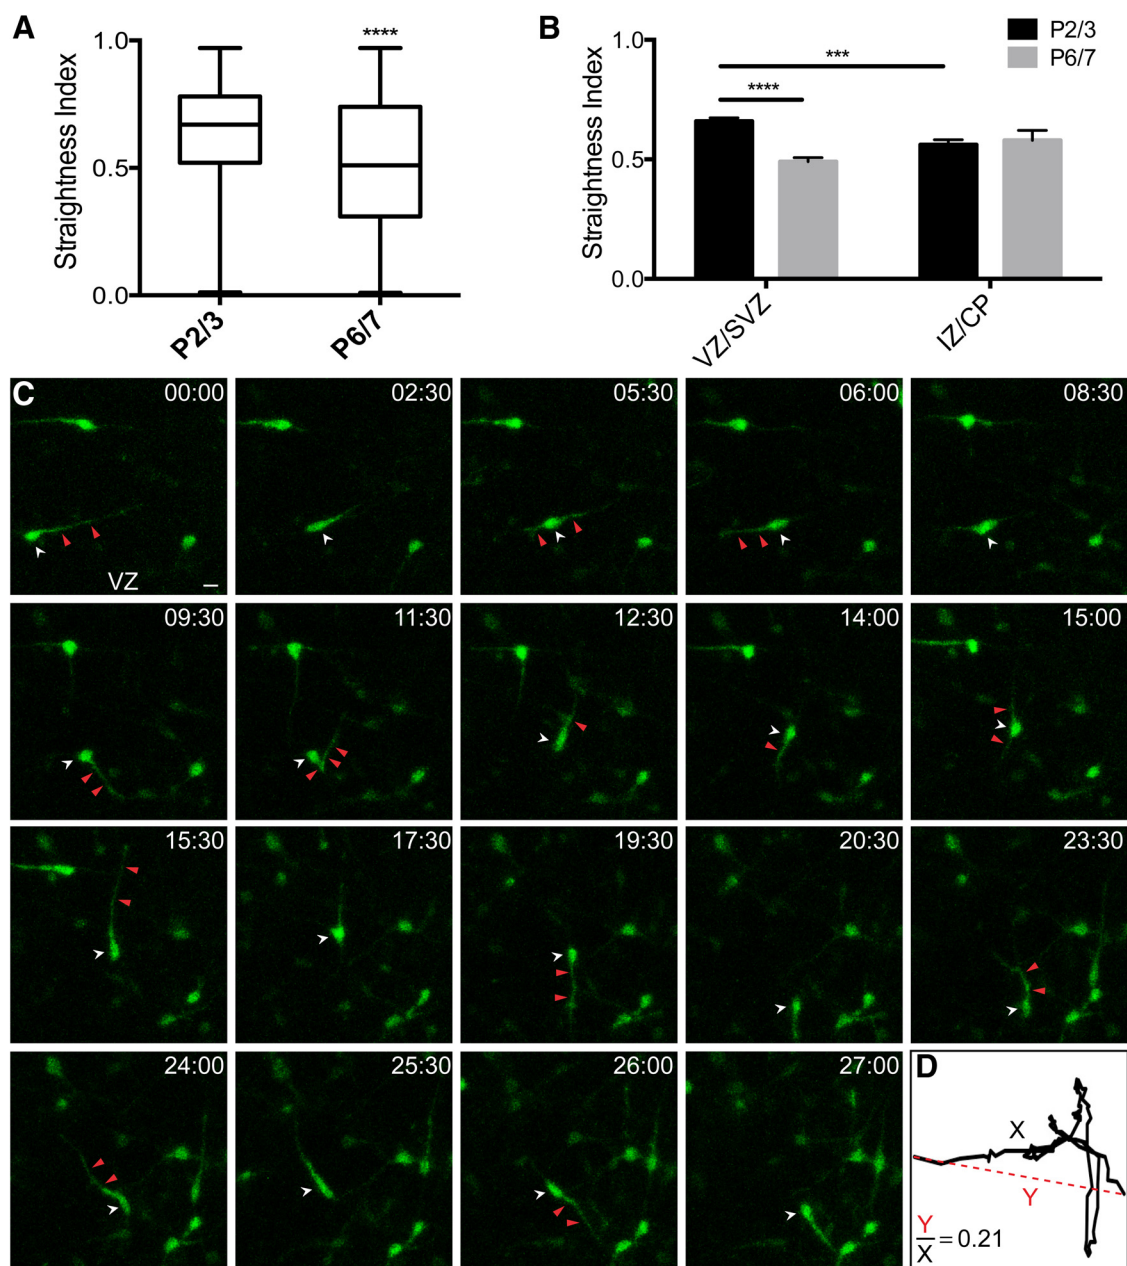 A
****
1.0
0.5
0.0
Straightness Index
P2/3
P6/7
B
P2/3
P6/7
***
****
1.0
0.5
0.0
Straightness Index
VZ/SVZ
IZ/CP
C
00:00
02:30
05:30
06:00
08:30
VZ
09:30
11:30
12:30
14:00
15:00
15:30
17:30
19:30
20:30
23:30
24:00
25:30
26:00
27:00
D
X
Y
Y
X
= 0.21